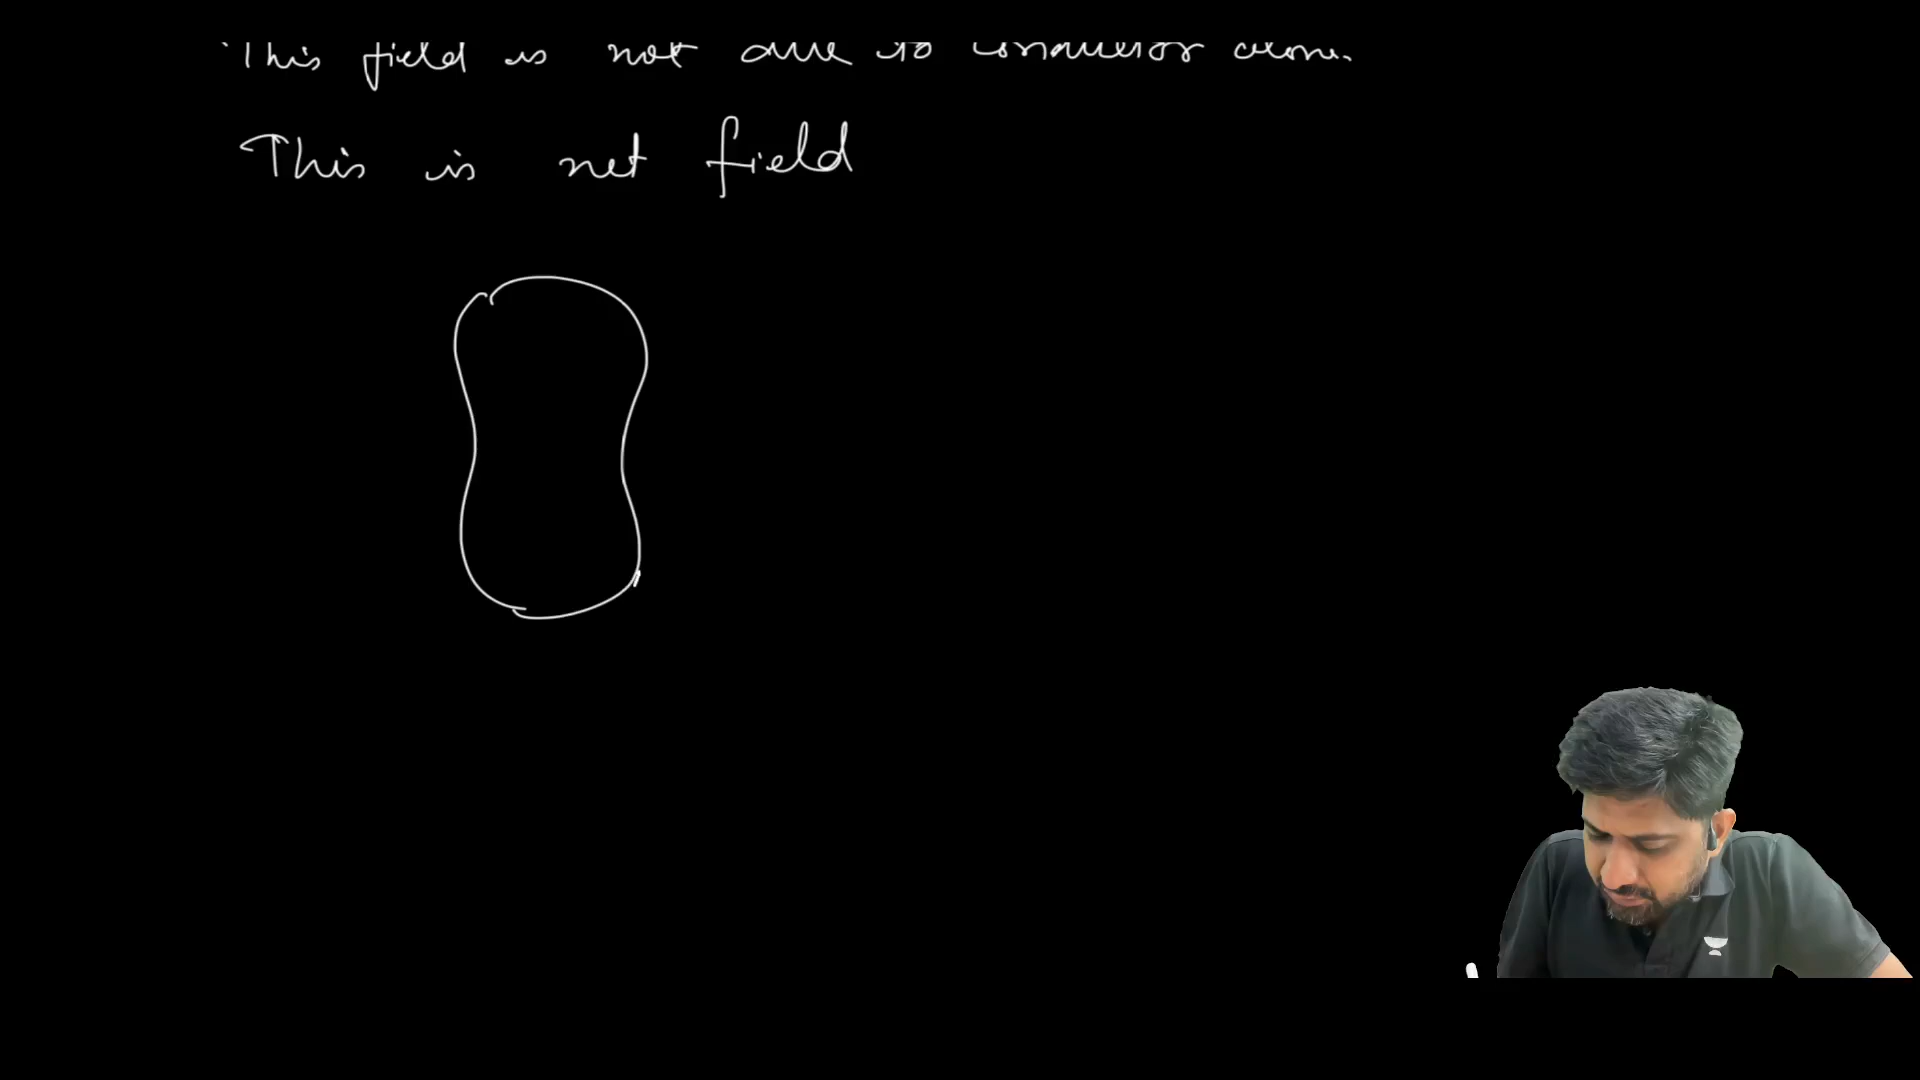 This field is not due to conductor alone.
This is net field